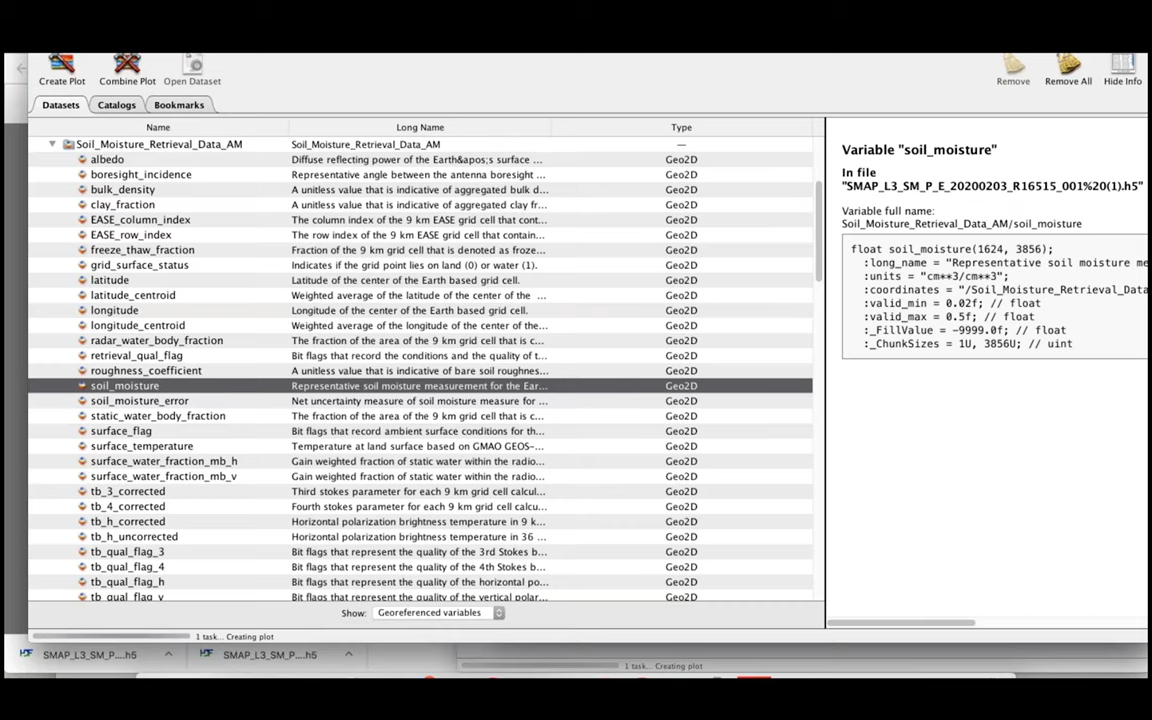 Create Plot Combine Plot Open Dataset Remove Remove All Hide Info
Datasets Catalogs Bookmarks
Name Long Name Type
Soil_Moisture_Retrieval_Data_AM Soil_Moisture_Retrieval_Data_AM —
albedo Diffuse reflecting power of the Earth&apos;s surface ... Geo2D
boresight_incidence Representative angle between the antenna boresight ... Geo2D
bulk_density A unitless value that is indicative of aggregated bulk d... Geo2D
clay_fraction A unitless value that is indicative of aggregated clay fr... Geo2D
EASE_column_index The column index of the 9 km EASE grid cell that cont... Geo2D
EASE_row_index The row index of the 9 km EASE grid cell that contain... Geo2D
freeze_thaw_fraction Fraction of the 9 km grid cell that is denoted as froze... Geo2D
grid_surface_status Indicates if the grid point lies on land (0) or water (1). Geo2D
latitude Latitude of the center of the Earth based grid cell. Geo2D
latitude_centroid Weighted average of the latitude of the center of the ... Geo2D
longitude Longitude of the center of the Earth based grid cell. Geo2D
longitude_centroid Weighted average of the longitude of the center of the... Geo2D
radar_water_body_fraction The fraction of the area of the 9 km grid cell that is c... Geo2D
retrieval_qual_flag Bit flags that record the conditions and the quality of t... Geo2D
roughness_coefficient A unitless value that is indicative of bare soil roughnes... Geo2D
soil_moisture Representative soil moisture measurement for the Ear... Geo2D
soil_moisture_error Net uncertainty measure of soil moisture measure for ... Geo2D
static_water_body_fraction The fraction of the area of the 9 km grid cell that is c... Geo2D
surface_flag Bit flags that record ambient surface conditions for th... Geo2D
surface_temperature Temperature at land surface based on GMAO GEOS-... Geo2D
surface_water_fraction_mb_h Gain weighted fraction of static water within the radio... Geo2D
surface_water_fraction_mb_v Gain weighted fraction of static water within the radio... Geo2D
tb_3_corrected Third stokes parameter for each 9 km grid cell calcul... Geo2D
tb_4_corrected Fourth stokes parameter for each 9 km grid cell calcu... Geo2D
tb_h_corrected Horizontal polarization brightness temperature in 9 k... Geo2D
tb_h_uncorrected Horizontal polarization brightness temperature in 36 ... Geo2D
tb_qual_flag_3 Bit flags that represent the quality of the 3rd Stokes b... Geo2D
tb_qual_flag_4 Bit flags that represent the quality of the 4th Stokes b... Geo2D
tb_qual_flag_h Bit flags that represent the quality of the horizontal po... Geo2D
tb_qual_flag_v Bit flags that represent the quality of the vertical polar... Geo2D
Show: Georeferenced variables
1 task... Creating plot
Variable "soil_moisture"
In file
"SMAP_L3_SM_P_E_20200203_R16515_001%20(1).h5"
Variable full name:
Soil_Moisture_Retrieval_Data_AM/soil_moisture
float soil_moisture(1624, 3856);
:long_name = "Representative soil moisture me
:units = "cm**3/cm**3";
:coordinates = "/Soil_Moisture_Retrieval_Data
:valid_min = 0.02f; // float
:valid_max = 0.5f; // float
:_FillValue = -9999.0f; // float
:_ChunkSizes = 1U, 3856U; // uint
SMAP_L3_SM_P....h5 SMAP_L3_SM_P....h5
1 task... Creating plot